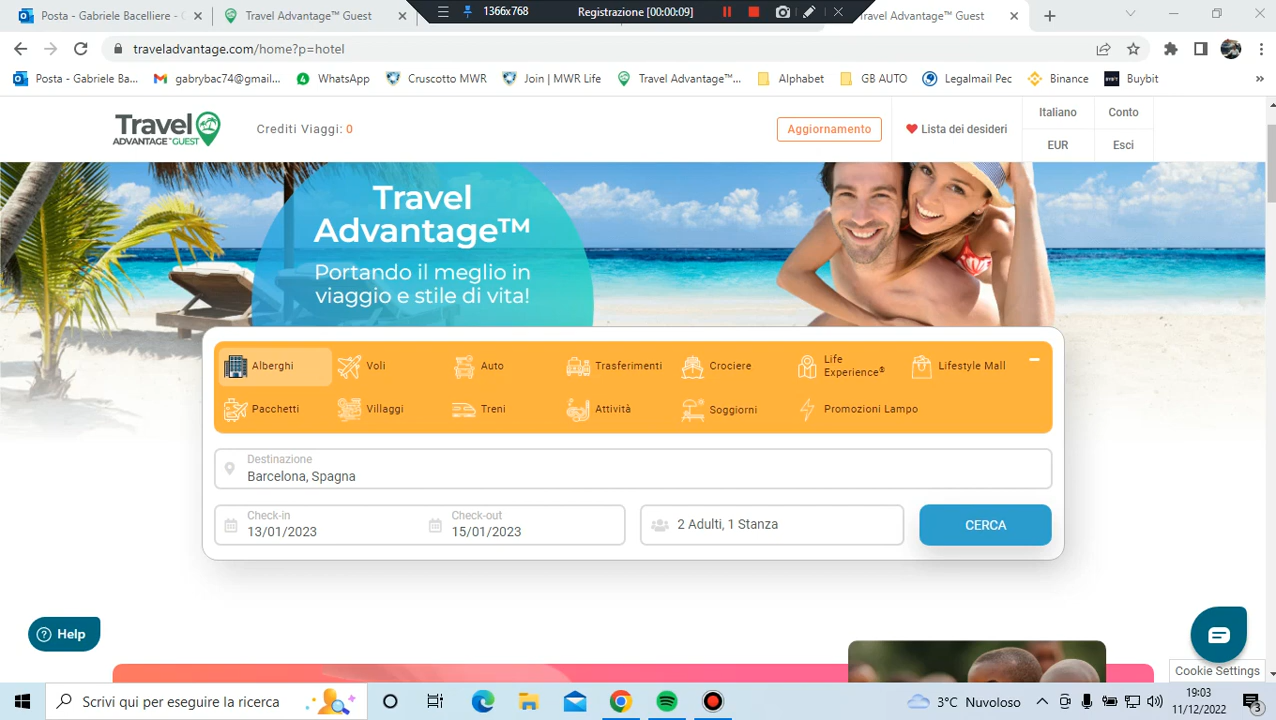 Posta - Gabriele Bacelliere - C
Travel Advantage™ Guest
1366x768
Registrazione [00:00:09]
Travel Advantage™ Guest
traveladvantage.com/home?p=hotel
Posta - Gabriele Ba...
gabrybac74@gmail...
WhatsApp
Cruscotto MWR
Join | MWR Life
Travel Advantage™...
Alphabet
GB AUTO
Legalmail Pec
Binance
Buybit
»
Travel
ADVANTAGE™GUEST
Crediti Viaggi: 0
Aggiornamento
Lista dei desideri
Italiano
Conto
EUR
Esci
Travel
Advantage™
Portando il meglio in
viaggio e stile di vita!
Alberghi
Voli
Auto
Trasferimenti
Crociere
Life
Experience®
Lifestyle Mall
Pacchetti
Villaggi
Treni
Attività
Soggiorni
Promozioni Lampo
Destinazione
Barcelona, Spagna
Check-in
13/01/2023
Check-out
15/01/2023
2 Adulti, 1 Stanza
CERCA
Help
Cookie Settings
Scrivi qui per eseguire la ricerca
3°C Nuvoloso
19:03
11/12/2022
3